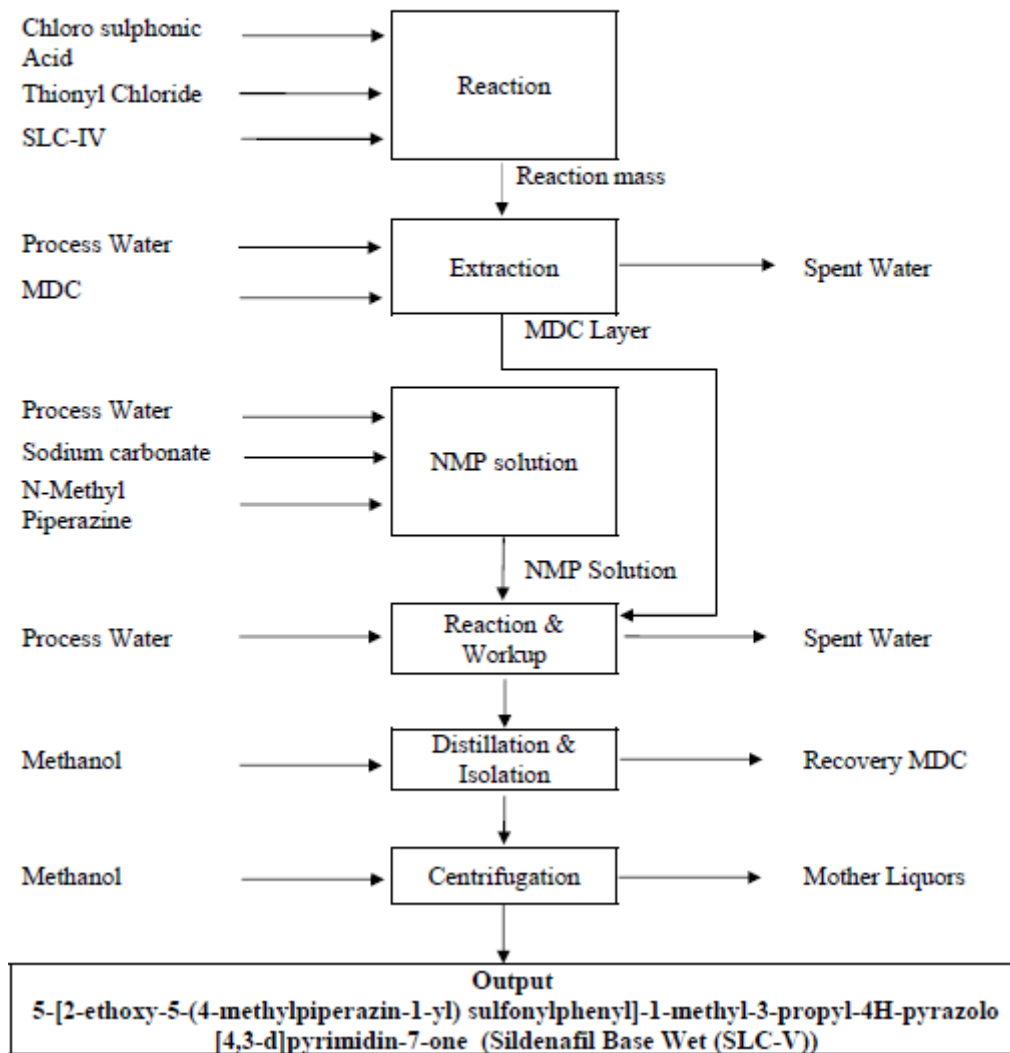 Chloro sulphonic
Acid
Thionyl Chloride
SLC-IV
Reaction
Reaction mass
Process Water
MDC
Extraction
Spent Water
MDC Layer
Process Water
Sodium carbonate
N-Methyl
Piperazine
NMP solution
NMP Solution
Process Water
Reaction &
Workup
Spent Water
Methanol
Distillation &
Isolation
Recovery MDC
Methanol
Centrifugation
Mother Liquors
Output
5-[2-ethoxy-5-(4-methylpiperazin-1-yl) sulfonylphenyl]-1-methyl-3-propyl-4H-pyrazolo
[4,3-d]pyrimidin-7-one (Sildenafil Base Wet (SLC-V))